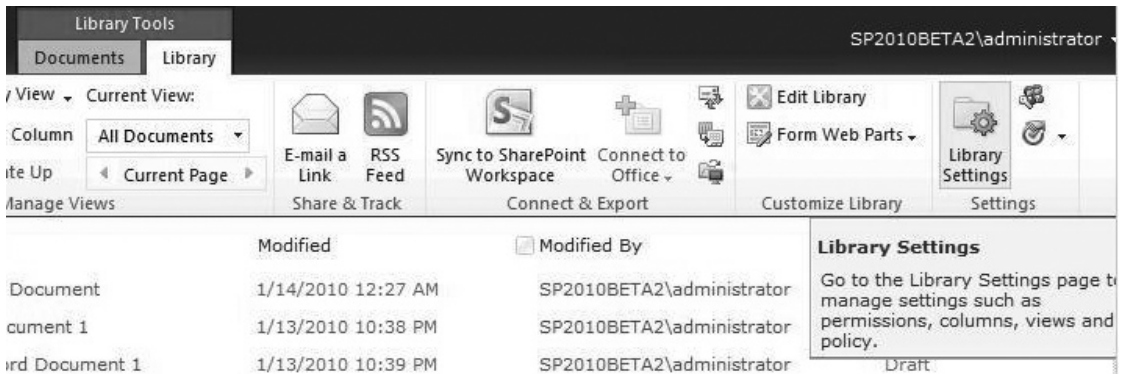 Library Tools
SP2010BETA2\administrator
Documents Library
View Current View:
Column All Documents
Up Current Page
E-mail a Link
RSS Feed
Sync to SharePoint Workspace
Connect to Office
Edit Library
Form Web Parts
Library Settings
Manage Views Share & Track Connect & Export Customize Library Settings
Modified Modified By
Document 1/14/2010 12:27 AM SP2010BETA2\administrator
cument 1 1/13/2010 10:38 PM SP2010BETA2\administrator
ord Document 1 1/13/2010 10:39 PM SP2010BETA2\administrator Draft
Library Settings
Go to the Library Settings page to
manage settings such as
permissions, columns, views and
policy.